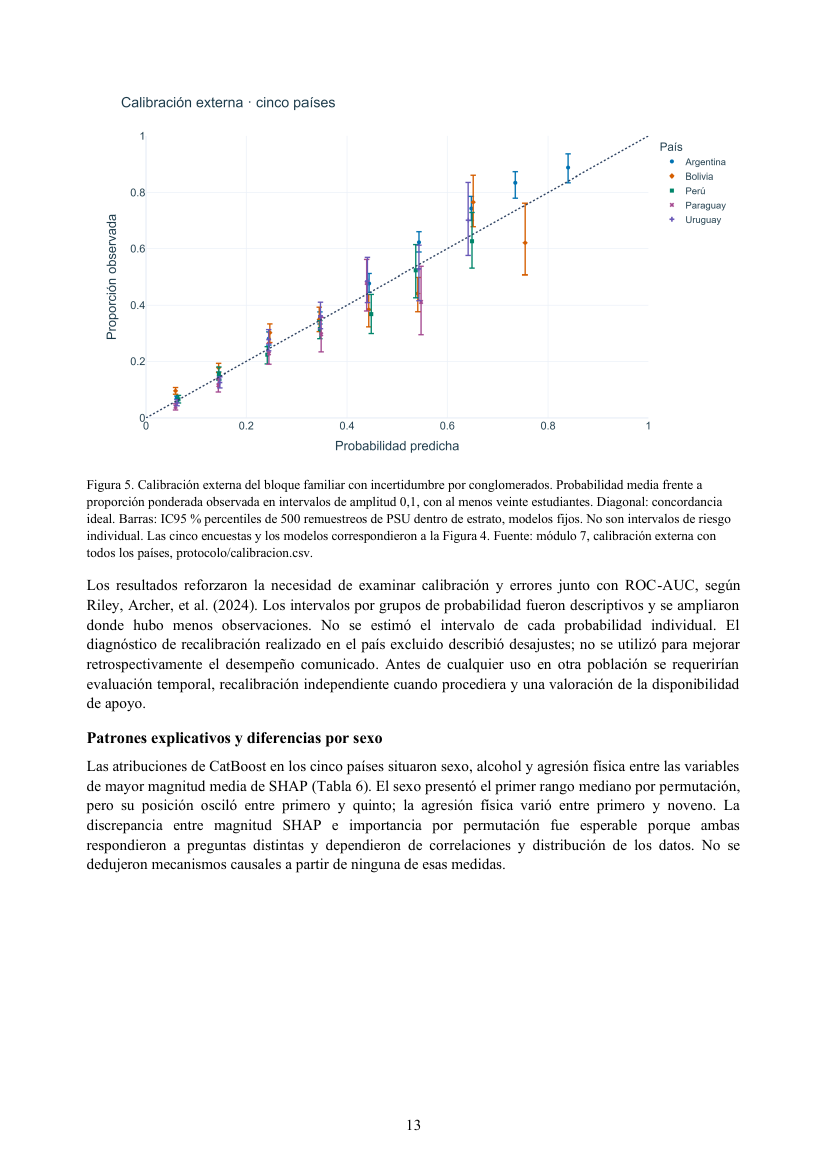 Calibración externa · cinco países
País
Argentina
Bolivia
Perú
Paraguay
Uruguay
Proporción observada
1
0.8
0.6
0.4
0.2
0
0
0.2
0.4
0.6
0.8
1
Probabilidad predicha
Figura 5. Calibración externa del bloque familiar con incertidumbre por conglomerados. Probabilidad media frente a
proporción ponderada observada en intervalos de amplitud 0,1, con al menos veinte estudiantes. Diagonal: concordancia
ideal. Barras: IC95 % percentiles de 500 remuestreos de PSU dentro de estrato, modelos fijos. No son intervalos de riesgo
individual. Las cinco encuestas y los modelos correspondieron a la Figura 4. Fuente: módulo 7, calibración externa con
todos los países, protocolo/calibracion.csv.
Los resultados reforzaron la necesidad de examinar calibración y errores junto con ROC-AUC, según
Riley, Archer, et al. (2024). Los intervalos por grupos de probabilidad fueron descriptivos y se ampliaron
donde hubo menos observaciones. No se estimó el intervalo de cada probabilidad individual. El
diagnóstico de recalibración realizado en el país excluido describió desajustes; no se utilizó para mejorar
retrospectivamente el desempeño comunicado. Antes de cualquier uso en otra población se requerirían
evaluación temporal, recalibración independiente cuando procediera y una valoración de la disponibilidad
de apoyo.
Patrones explicativos y diferencias por sexo
Las atribuciones de CatBoost en los cinco países situaron sexo, alcohol y agresión física entre las variables
de mayor magnitud media de SHAP (Tabla 6). El sexo presentó el primer rango mediano por permutación,
pero su posición osciló entre primero y quinto; la agresión física varió entre primero y noveno. La
discrepancia entre magnitud SHAP e importancia por permutación fue esperable porque ambas
respondieron a preguntas distintas y dependieron de correlaciones y distribución de los datos. No se
dedujeron mecanismos causales a partir de ninguna de esas medidas.
13